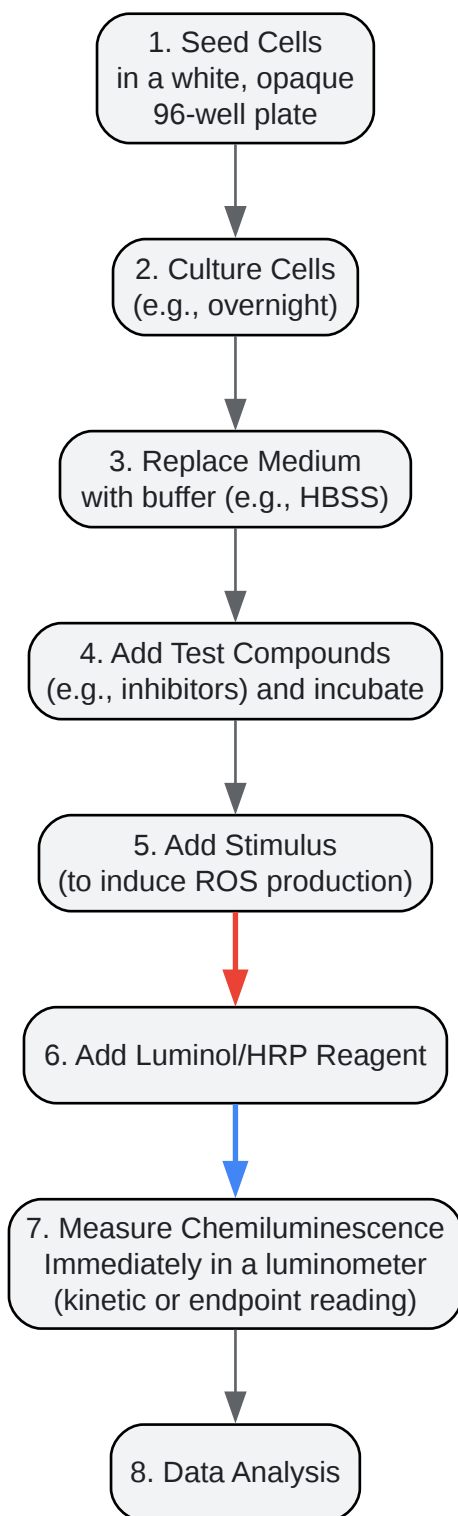 1. Seed Cells
in a white, opaque
96-well plate
2. Culture Cells
(e.g., overnight)
3. Replace Medium
with buffer (e.g., HBSS)
4. Add Test Compounds
(e.g., inhibitors) and incubate
5. Add Stimulus
(to induce ROS production)
6. Add Luminol/HRP Reagent
7. Measure Chemiluminescence
Immediately in a luminometer
(kinetic or endpoint reading)
8. Data Analysis